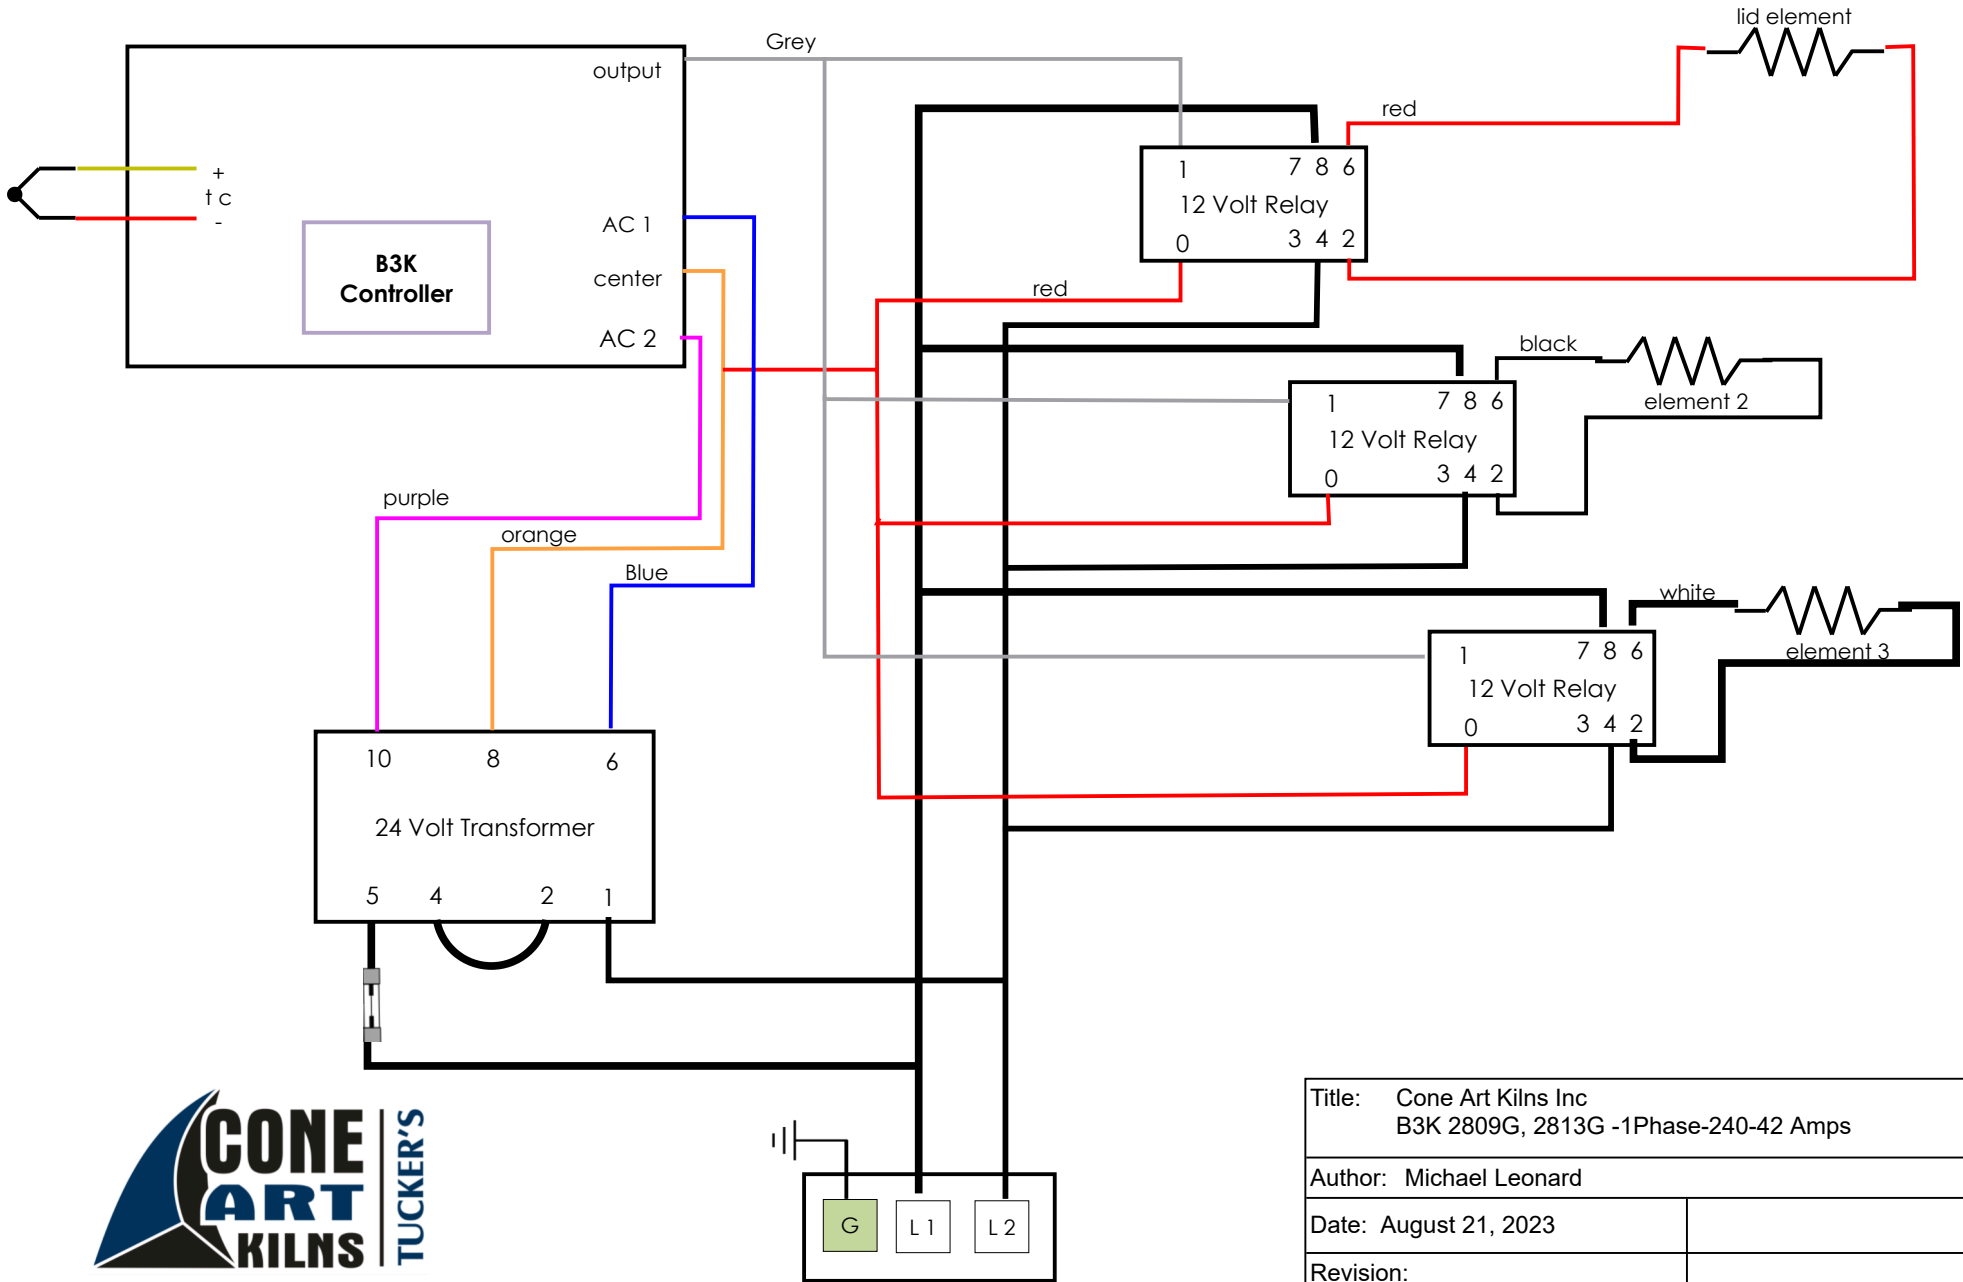 lid element
Grey
output
red
+
t c
-
1 7 8 6
12 Volt Relay
0 3 4 2
AC 1
B3K
Controller
center
AC 2
red
black
element 2
1 7 8 6
12 Volt Relay
0 3 4 2
purple
orange
Blue
white
element 3
1 7 8 6
12 Volt Relay
0 3 4 2
10 8 6
24 Volt Transformer
5 4 2 1
CONE
ART
KILNS
TUCKER'S
G L 1 L 2
Title: Cone Art Kilns Inc
B3K 2809G, 2813G -1Phase-240-42 Amps
Author: Michael Leonard
Date: August 21, 2023
Revision: